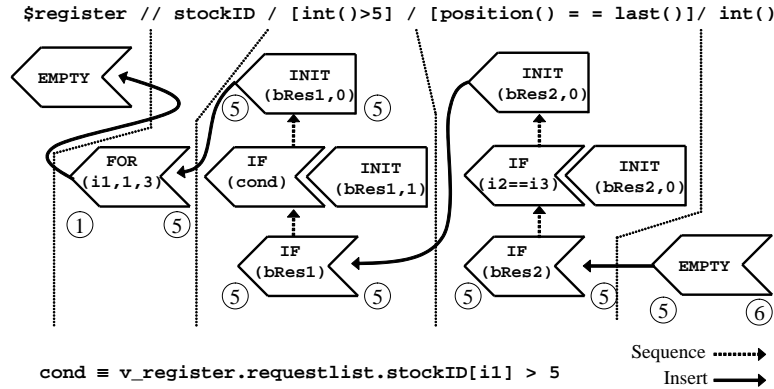 $register // stockID / [int()>5] / [position() = = last()]/ int()
EMPTY
INIT
(bRes1,0)
INIT
(bRes2,0)
5
5
FOR
(i1,1,3)
IF
(cond)
INIT
(bRes1,1)
IF
(i2==i3)
INIT
(bRes2,0)
1
5
IF
(bRes1)
IF
(bRes2)
EMPTY
5
5
5
5
5
6
Sequence
cond ≡ v_register.requestlist.stockID[i1] > 5
Insert